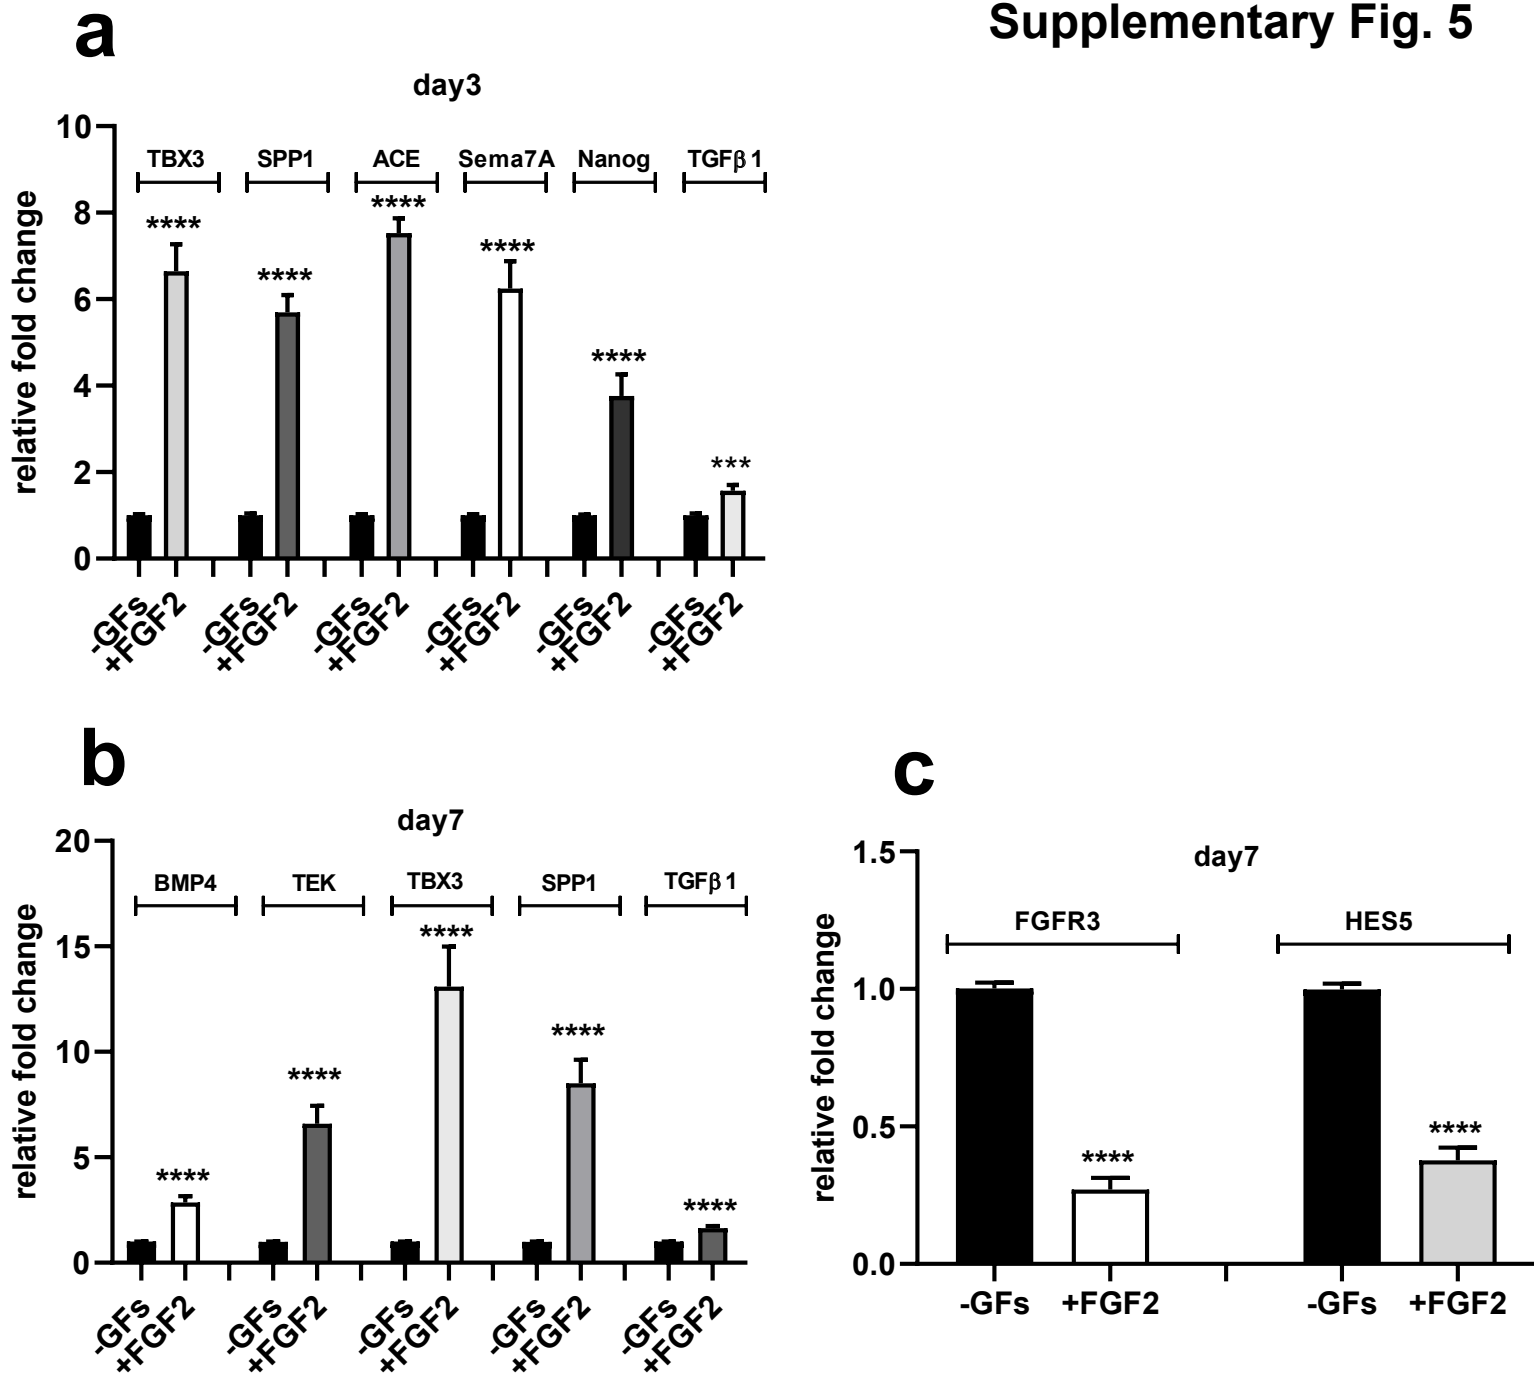 Supplementary Fig. 5
a
day3
relative fold change
10
8
6
4
2
0
TBX3 SPP1 ACE Sema7A Nanog TGFβ1
**** **** **** **** **** ***
-GFs +FGF2 -GFs +FGF2 -GFs +FGF2 -GFs +FGF2 -GFs +FGF2 -GFs +FGF2
b
day7
relative fold change
20
15
10
5
0
BMP4 TEK TBX3 SPP1 TGFβ1
**** **** **** **** ****
-GFs +FGF2 -GFs +FGF2 -GFs +FGF2 -GFs +FGF2 -GFs +FGF2
c
day7
relative fold change
1.5
1.0
0.5
0.0
FGFR3 HES5
**** ****
-GFs +FGF2 -GFs +FGF2